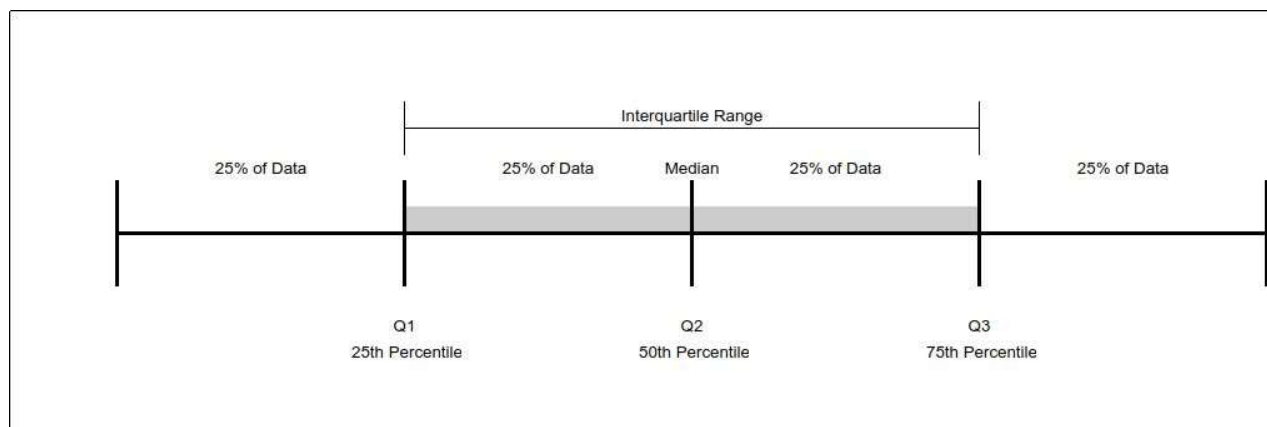 Interquartile Range
25% of Data 25% of Data Median 25% of Data 25% of Data
Q1 Q2 Q3
25th Percentile 50th Percentile 75th Percentile